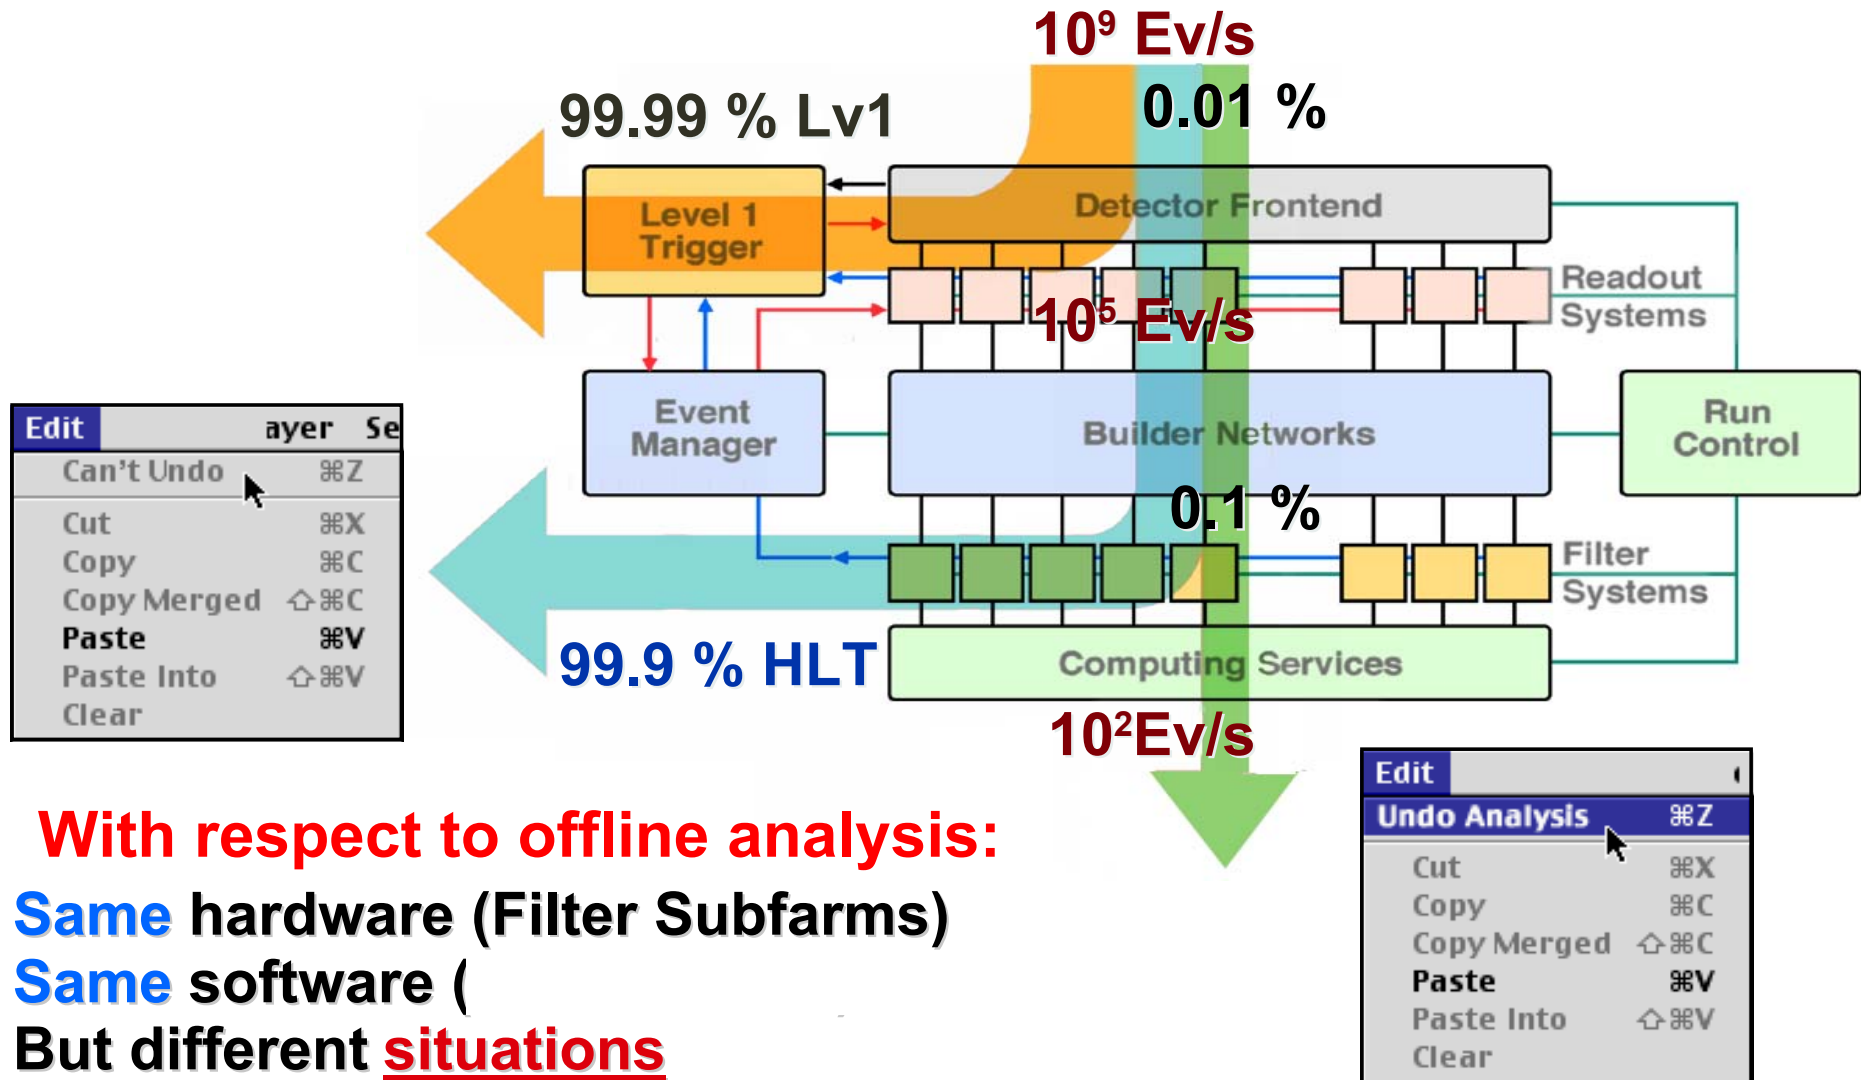 10⁹ Ev/s
99.99 % Lv1
0.01 %
Level 1
Trigger
Detector Frontend
Readout
Systems
10⁵ Ev/s
Event
Manager
Builder Networks
Run
Control
0.1 %
Filter
Systems
99.9 % HLT
Computing Services
10²Ev/s
Edit ayer Se
Can't Undo ⌘Z
Cut ⌘X
Copy ⌘C
Copy Merged ⇧⌘C
Paste ⌘V
Paste Into ⇧⌘V
Clear
Edit
Undo Analysis ⌘Z
Cut ⌘X
Copy ⌘C
Copy Merged ⇧⌘C
Paste ⌘V
Paste Into ⇧⌘V
Clear
With respect to offline analysis:
Same hardware (Filter Subfarms)
Same software (
But different situations